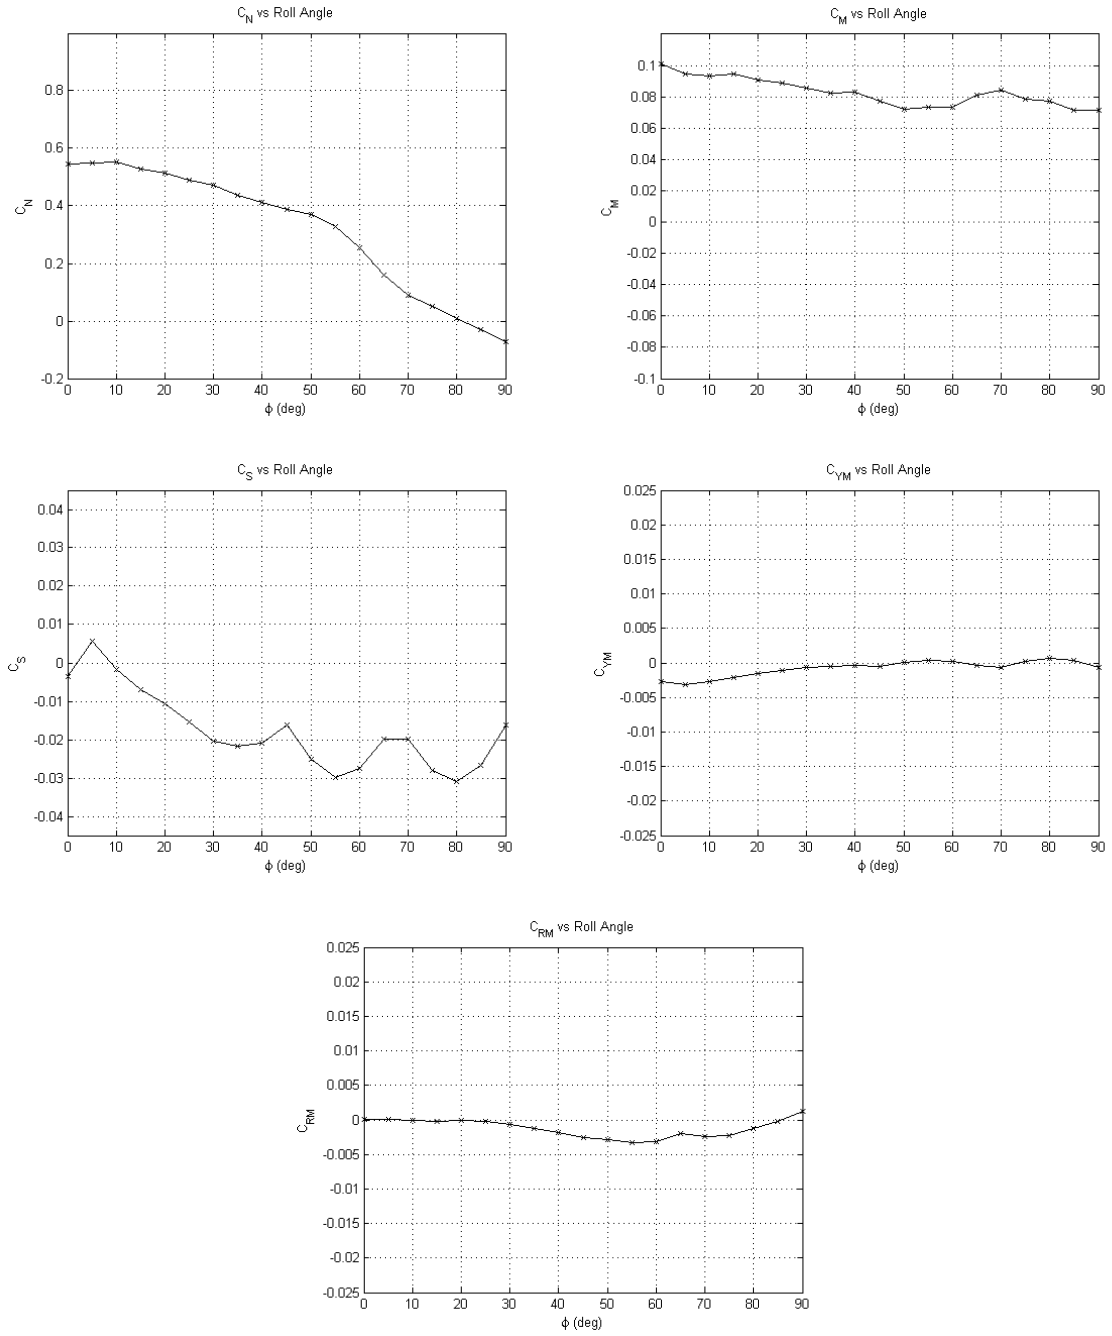 C_N vs Roll Angle
0.8
0.6
0.4
0.2
0
-0.2
C_N
0 10 20 30 40 50 60 70 80 90
ϕ (deg)
C_M vs Roll Angle
0.1
0.08
0.06
0.04
0.02
0
-0.02
-0.04
-0.06
-0.08
-0.1
C_M
0 10 20 30 40 50 60 70 80 90
ϕ (deg)
C_S vs Roll Angle
0.04
0.03
0.02
0.01
0
-0.01
-0.02
-0.03
-0.04
C_S
0 10 20 30 40 50 60 70 80 90
ϕ (deg)
C_YM vs Roll Angle
0.025
0.02
0.015
0.01
0.005
0
-0.005
-0.01
-0.015
-0.02
-0.025
C_YM
0 10 20 30 40 50 60 70 80 90
ϕ (deg)
C_RM vs Roll Angle
0.025
0.02
0.015
0.01
0.005
0
-0.005
-0.01
-0.015
-0.02
-0.025
C_RM
0 10 20 30 40 50 60 70 80 90
ϕ (deg)